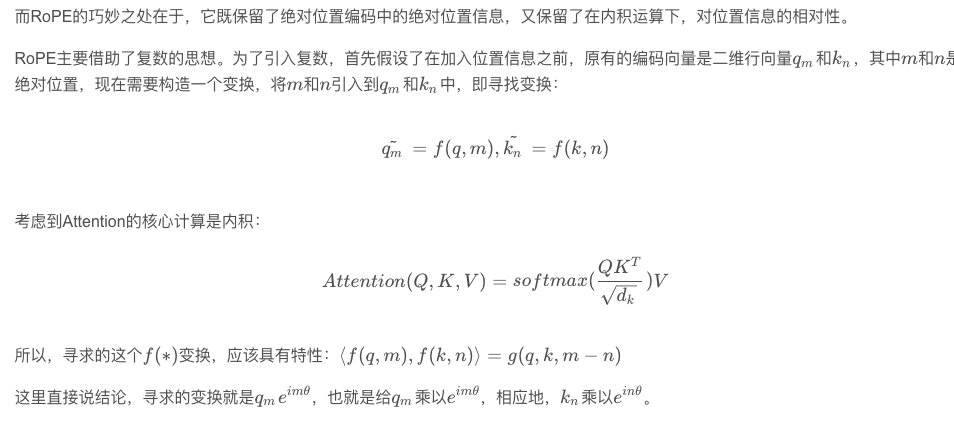 而RoPE的巧妙之处在于，它既保留了绝对位置编码中的绝对位置信息，又保留了在内积运算下，对位置信息的相对性。
RoPE主要借助了复数的思想。为了引入复数，首先假设了在加入位置信息之前，原有的编码向量是二维行向量$q_m$和$k_n$，其中$m$和$n$是
绝对位置，现在需要构造一个变换，将$m$和$n$引入到$q_m$和$k_n$中，即寻找变换：
$\tilde{q_m} = f(q, m), \tilde{k_n} = f(k, n)$
考虑到Attention的核心计算是内积：
$Attention(Q, K, V) = softmax(\frac{QK^T}{\sqrt{d_k}})V$
所以，寻求的这个$f(*)$变换，应该具有特性：$\langle f(q, m), f(k, n) \rangle = g(q, k, m - n)$
这里直接说结论，寻求的变换就是$q_m e^{im\theta}$，也就是给$q_m$乘以$e^{im\theta}$，相应地，$k_n$乘以$e^{in\theta}$。